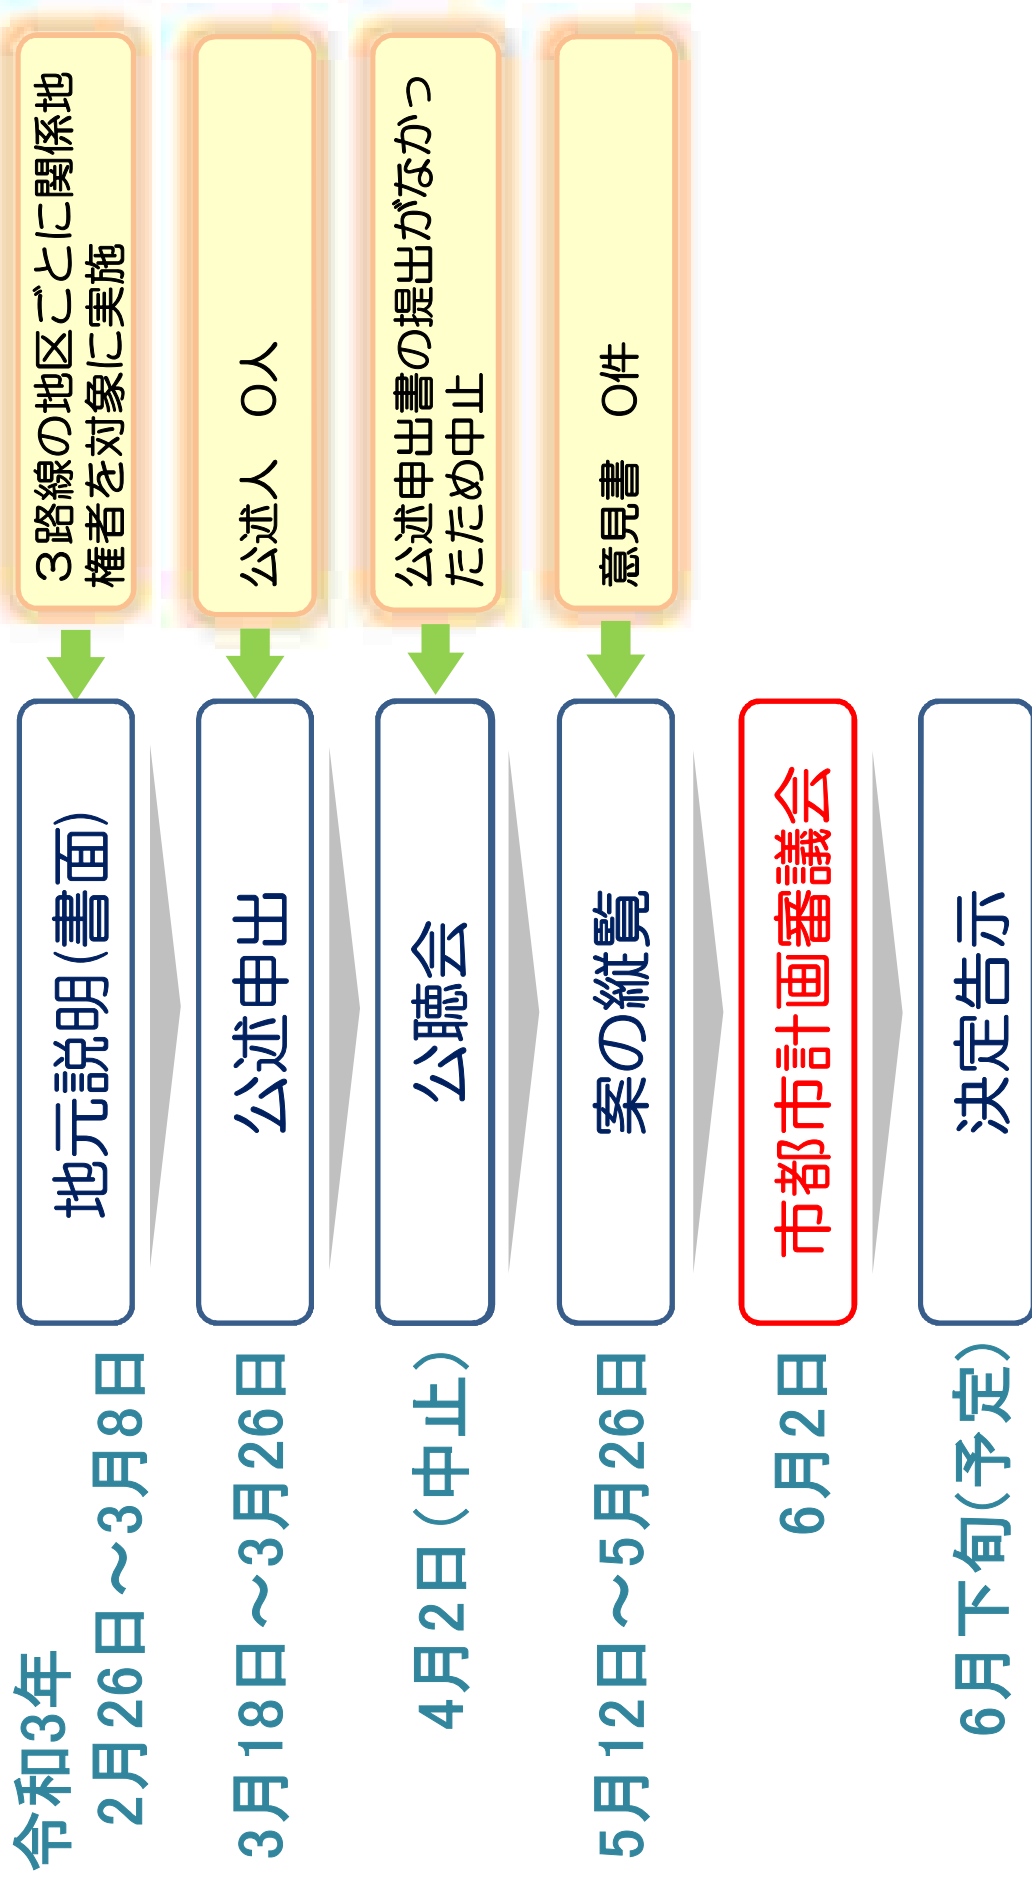 令和3年
2月26日～3月8日
地元説明(書面)
3路線の地区ごとに関係地
権者を対象に実施
3月18日～3月26日
公述申出
公述人　0人
4月2日(中止)
公聴会
公述申出書の提出がなかっ
たため中止
5月12日～5月26日
案の縦覧
意見書　0件
6月2日
市都市計画審議会
6月下旬(予定)
決定告示